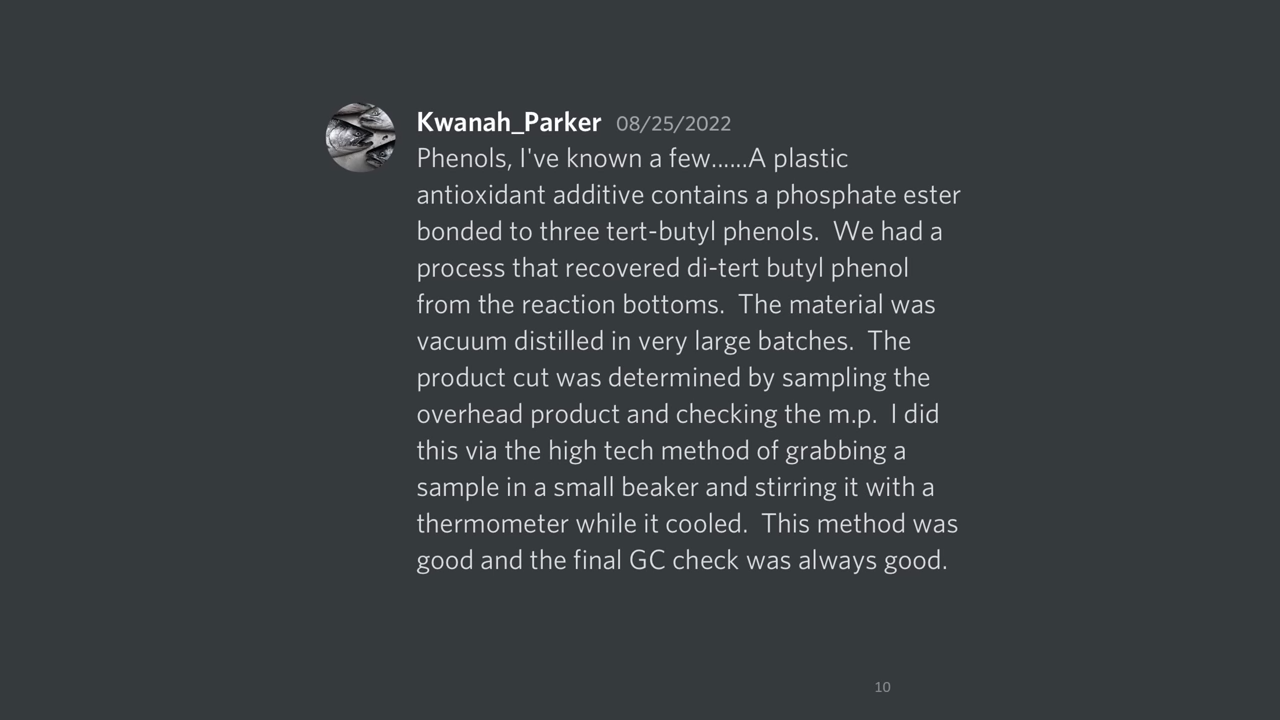 Kwanah_Parker 08/25/2022
Phenols, I've known a few......A plastic
antioxidant additive contains a phosphate ester
bonded to three tert-butyl phenols.  We had a
process that recovered di-tert butyl phenol
from the reaction bottoms.  The material was
vacuum distilled in very large batches.  The
product cut was determined by sampling the
overhead product and checking the m.p.  I did
this via the high tech method of grabbing a
sample in a small beaker and stirring it with a
thermometer while it cooled.  This method was
good and the final GC check was always good.
10